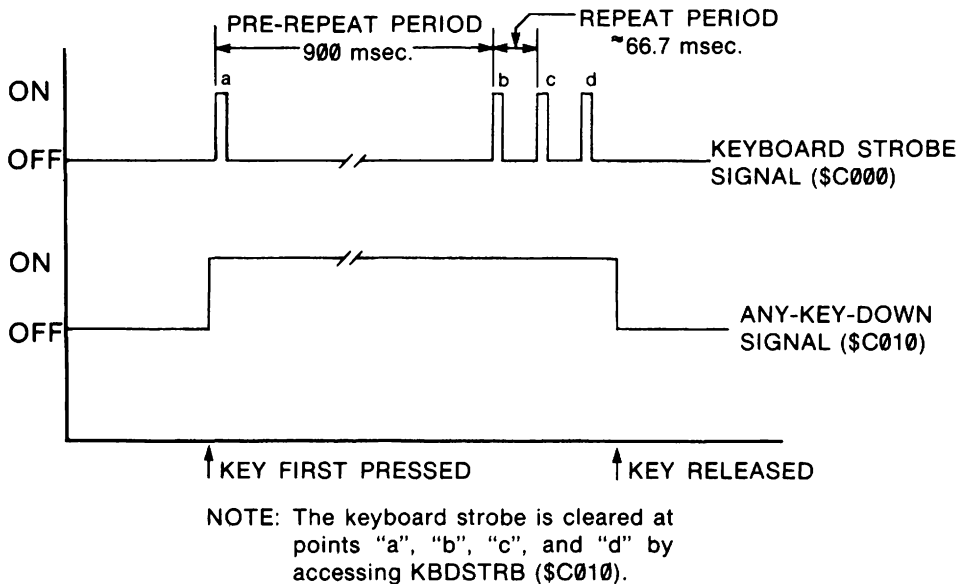 PRE-REPEAT PERIOD
900 msec.
REPEAT PERIOD
~66.7 msec.
a
b
c
d
ON
OFF
KEYBOARD STROBE
SIGNAL ($C000)
ON
OFF
ANY-KEY-DOWN
SIGNAL ($C010)
KEY FIRST PRESSED
KEY RELEASED
NOTE: The keyboard strobe is cleared at
points “a”, “b”, “c”, and “d” by
accessing KBDSTRB ($C010).